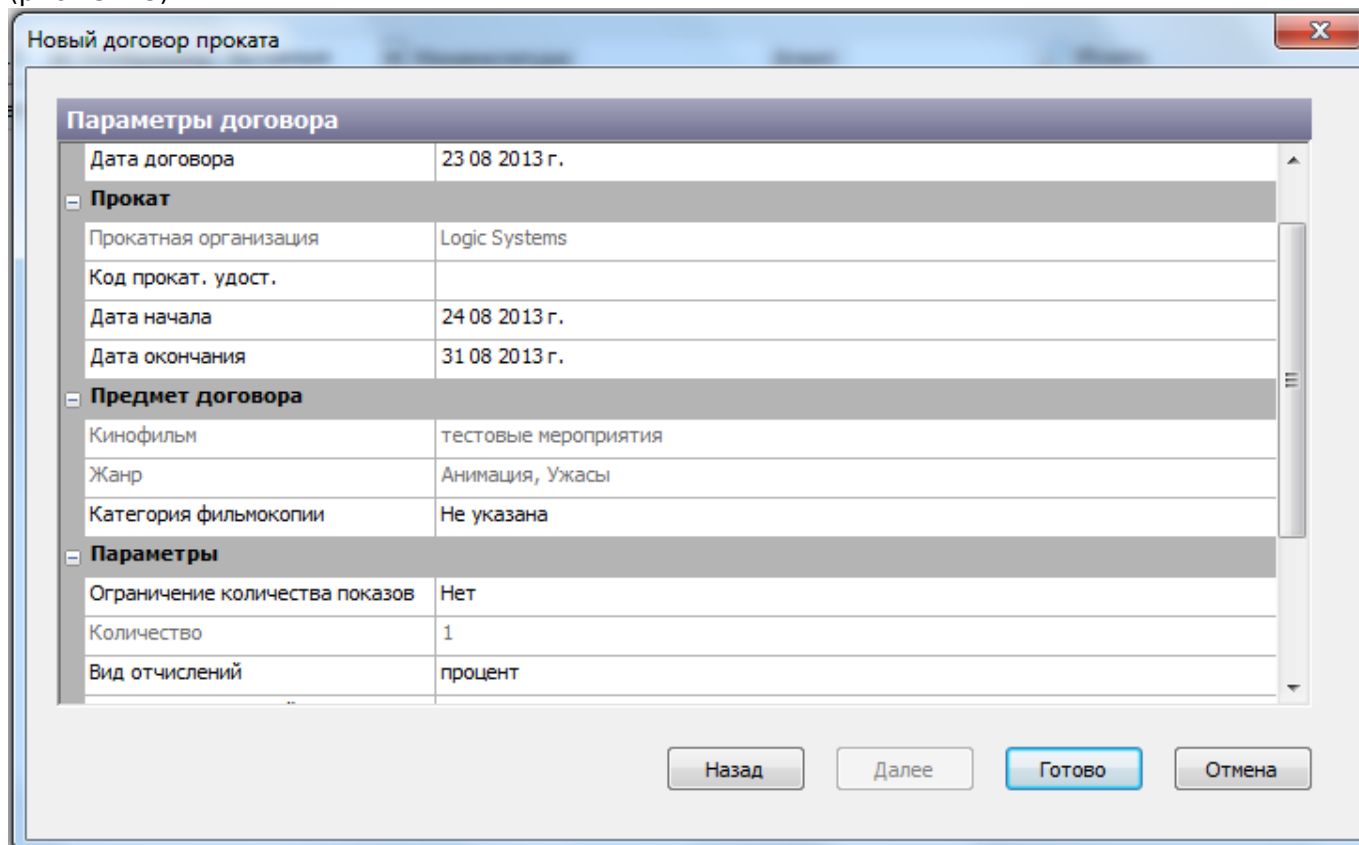 Новый договор проката
Параметры договора
Дата договора 23 08 2013 г.
Прокат
Прокатная организация Logic Systems
Код прокат. удост.
Дата начала 24 08 2013 г.
Дата окончания 31 08 2013 г.
Предмет договора
Кинофильм тестовые мероприятия
Жанр Анимация, Ужасы
Категория фильмокопии Не указана
Параметры
Ограничение количества показов Нет
Количество 1
Вид отчислений процент
Назад Далее Готово Отмена